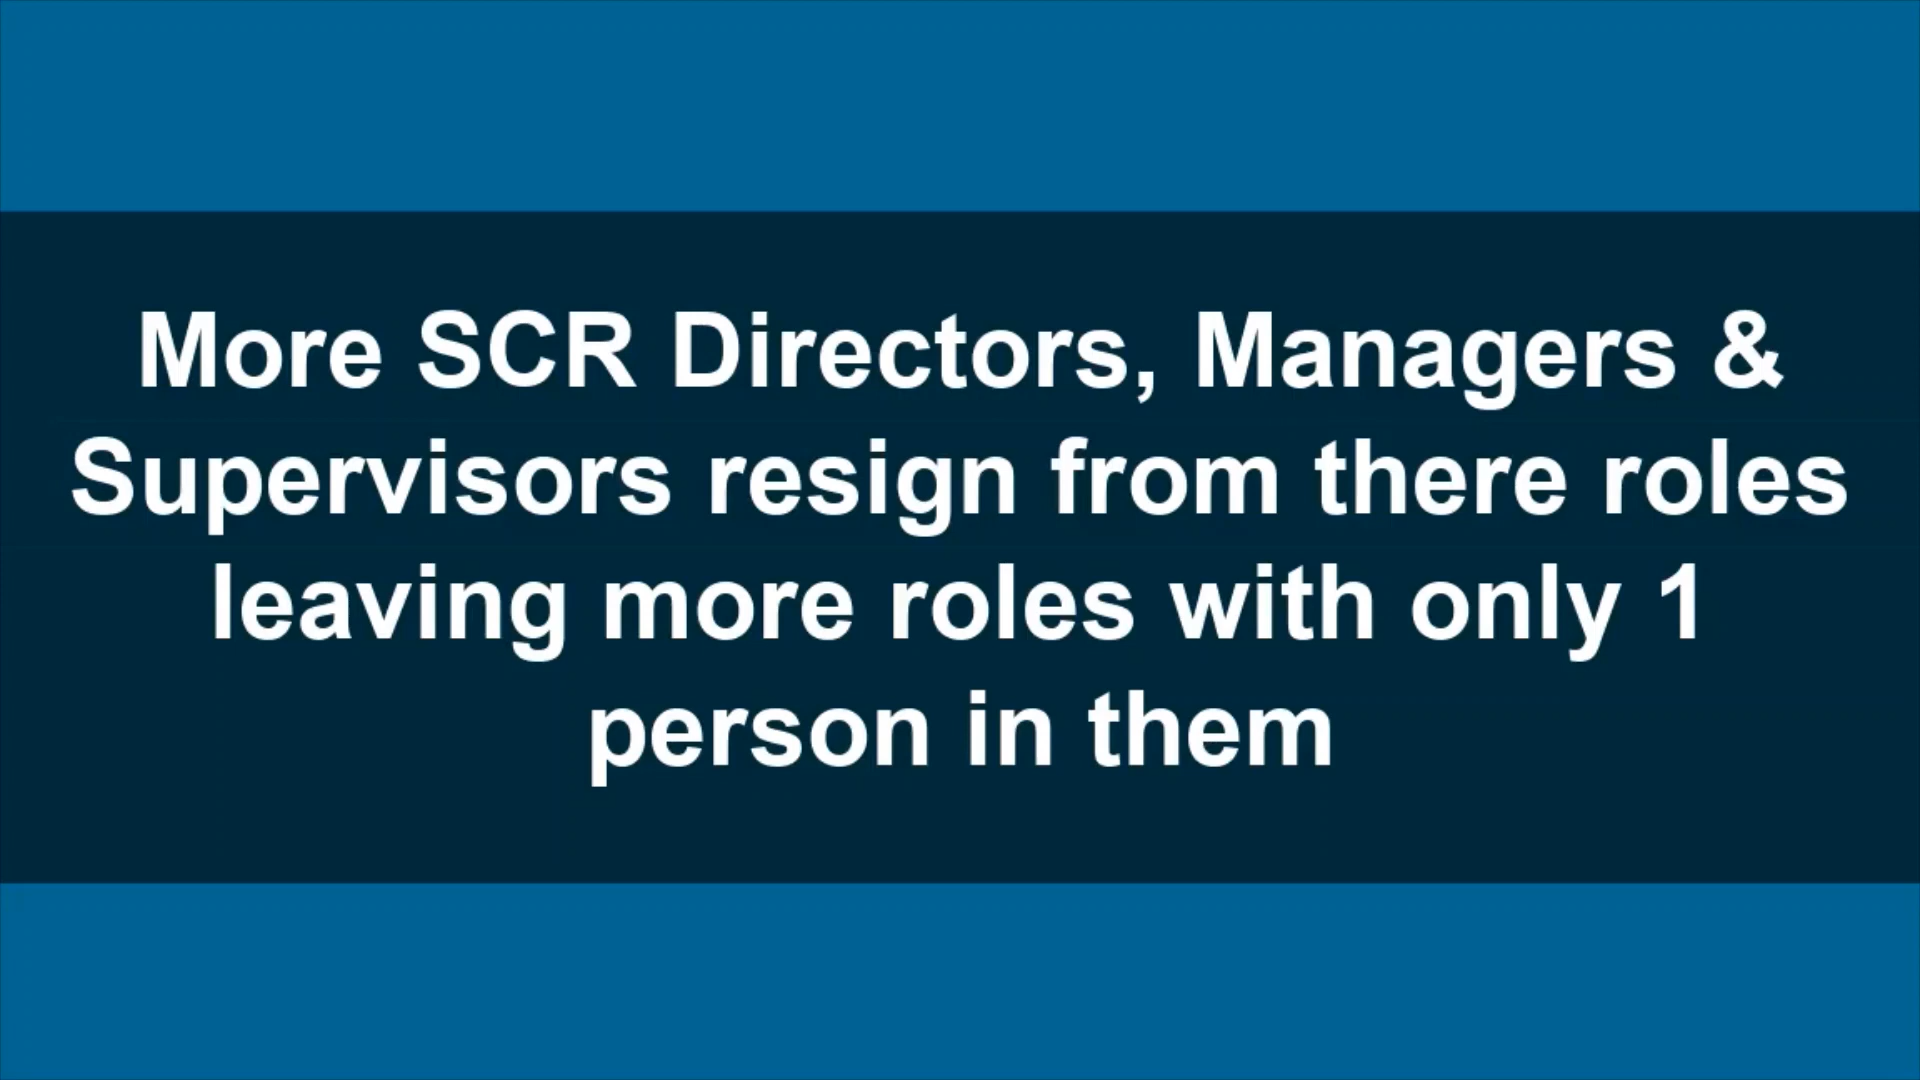 More SCR Directors, Managers &
Supervisors resign from there roles
leaving more roles with only 1
person in them